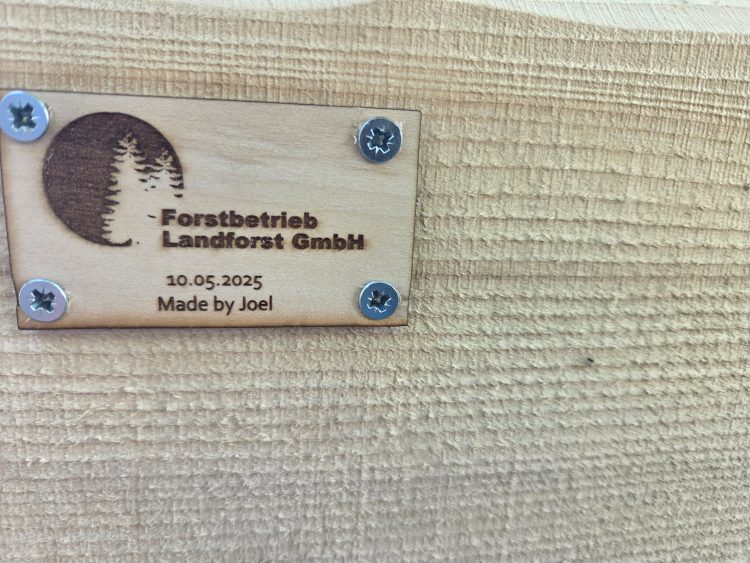 Forstbetrieb
Landforst GmbH
10.05.2025
Made by Joel